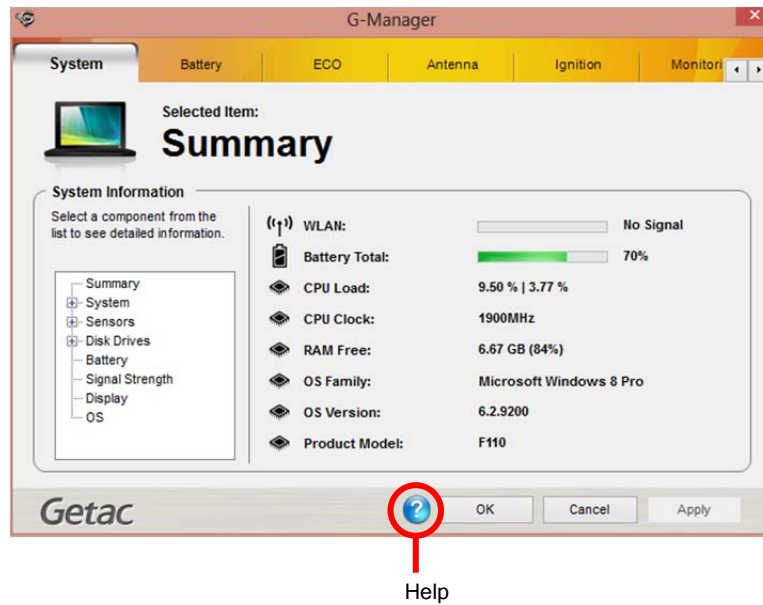 G-Manager
System Battery ECO Antenna Ignition Monitori
Selected Item:
Summary
System Information
Select a component from the
list to see detailed information.
Summary
System
Sensors
Disk Drives
Battery
Signal Strength
Display
OS
WLAN: No Signal
Battery Total: 70%
CPU Load: 9.50 % | 3.77 %
CPU Clock: 1900MHz
RAM Free: 6.67 GB (84%)
OS Family: Microsoft Windows 8 Pro
OS Version: 6.2.9200
Product Model: F110
Getac ? OK Cancel Apply
Help